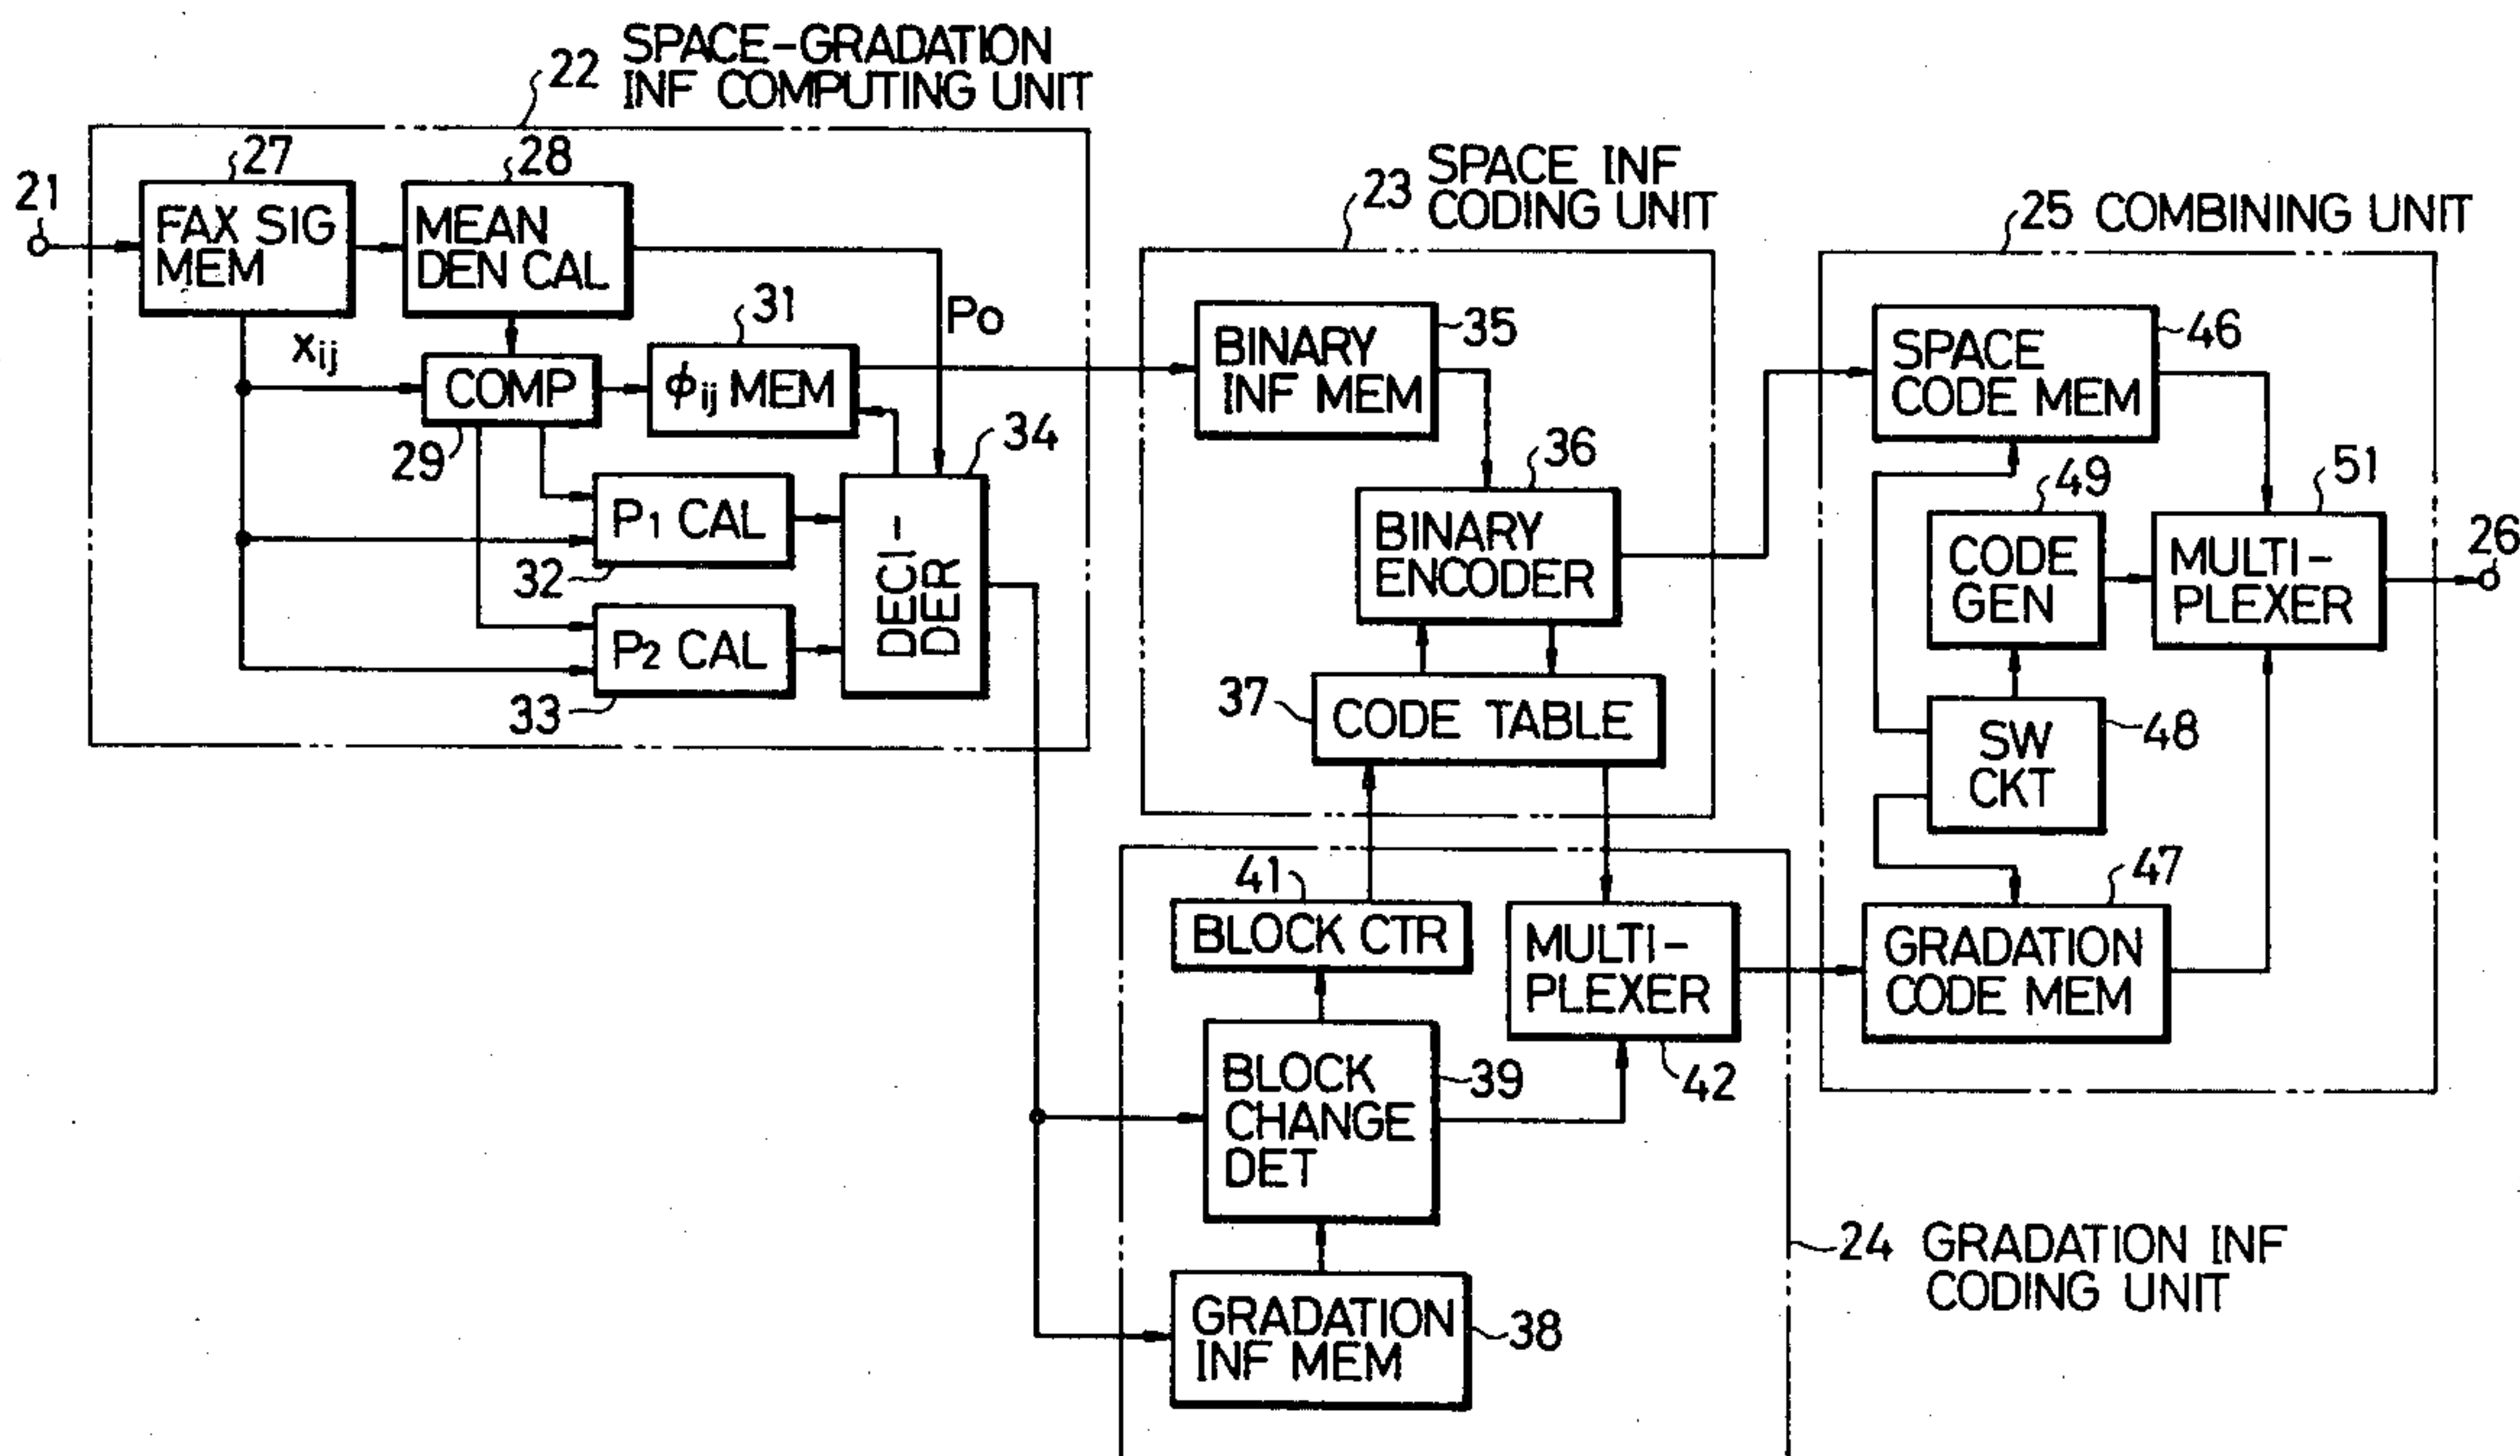 22 SPACE-GRADATION
INF COMPUTING UNIT
21
27
FAX SIG
MEM
28
MEAN
DEN CAL
Po
xij
COMP
29
31
ϕij MEM
34
DECI-
DER
P1 CAL
32
P2 CAL
33
23 SPACE INF
CODING UNIT
BINARY
INF MEM
35
36
BINARY
ENCODER
37
CODE TABLE
25 COMBINING UNIT
SPACE
CODE MEM
46
49
CODE
GEN
51
MULTI-
PLEXER
26
SW
CKT
48
47
GRADATION
CODE MEM
41
BLOCK CTR
MULTI-
PLEXER
42
BLOCK
CHANGE
DET
39
GRADATION
INF MEM
38
24 GRADATION INF
CODING UNIT